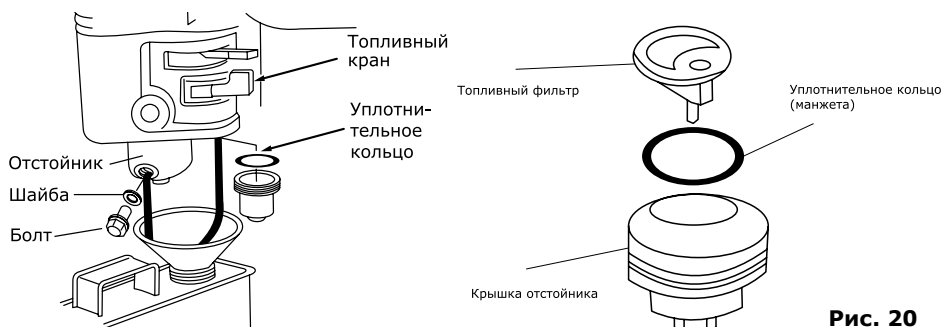 Топливный
кран
Уплотни-
тельное
кольцо
Отстойник
Шайба
Болт
Топливный фильтр
Уплотнительное кольцо
(манжета)
Крышка отстойника
Рис. 20